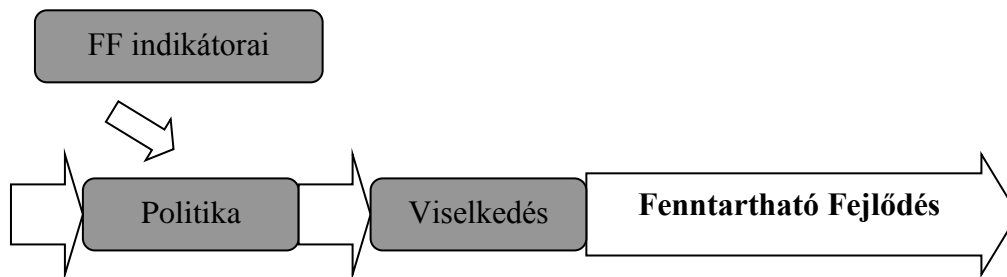 FF indikátorai
Politika
Viselkedés
Fenntartható Fejlődés